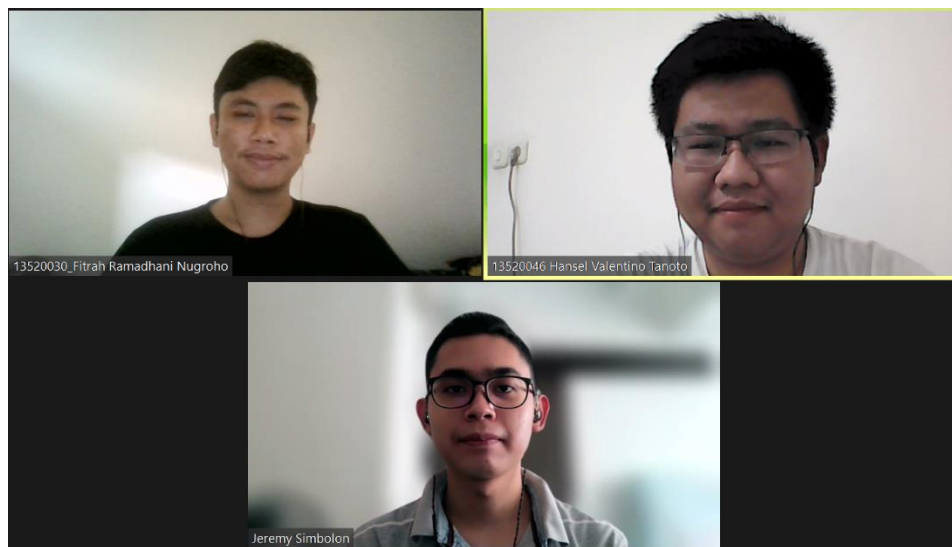 13520030_Fitrah Ramadhani Nugroho
13520046 Hansel Valentino Tanoto
Jeremy Simbolon